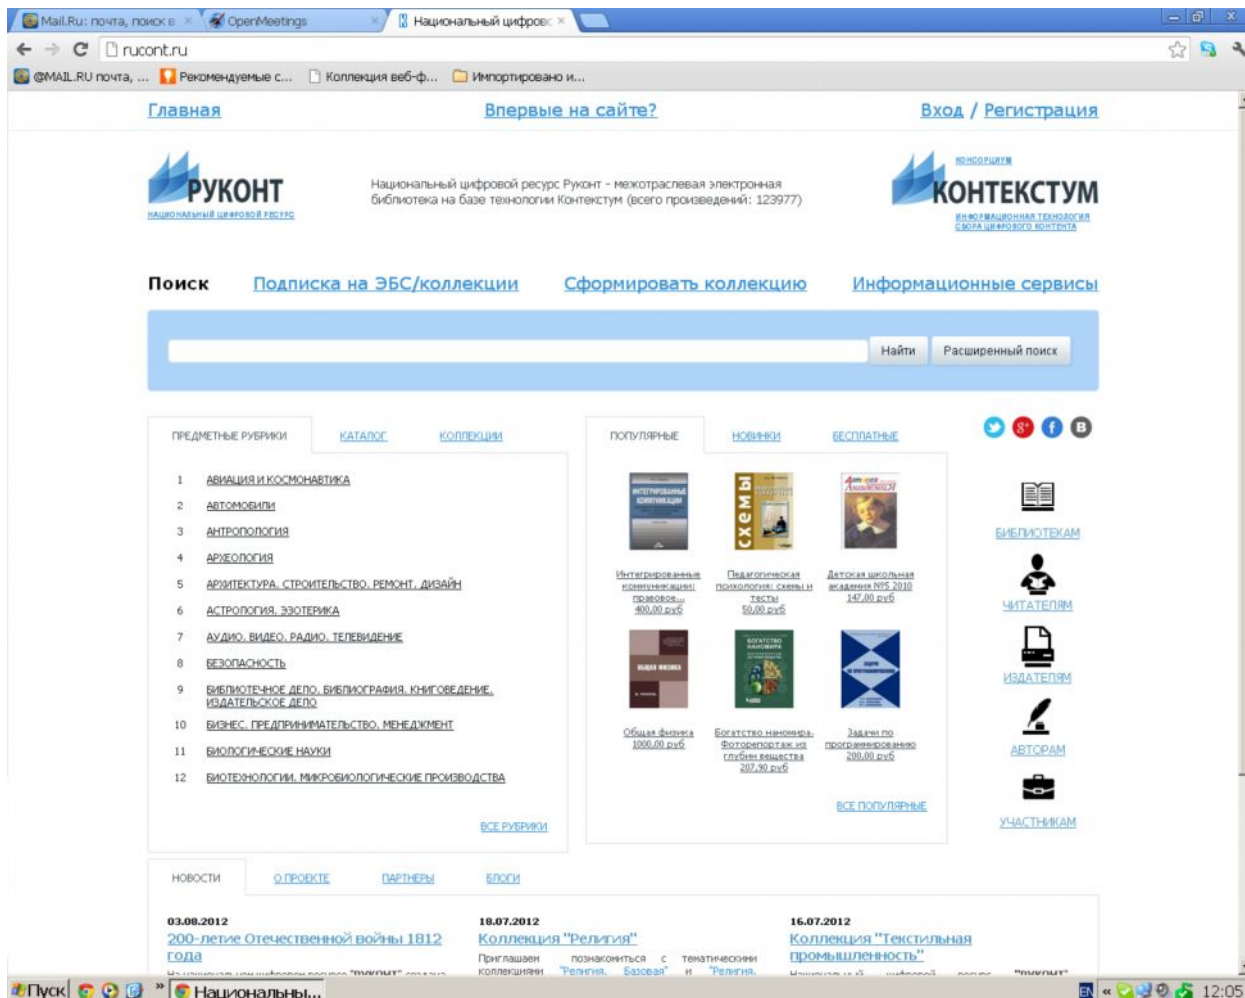 Mail.Ru: почта, поиск в
OpenMeetings
Национальный цифровс
rucont.ru
@MAIL.RU почта, ...
Рекомендуемые с...
Коллекция веб-ф...
Импортировано и...
Главная
Впервые на сайте?
Вход / Регистрация
РУКОНТ
НАЦИОНАЛЬНЫЙ ЦИФРОВОЙ РЕСУРС
Национальный цифровой ресурс Руконт - межотраслевая электронная
библиотека на базе технологии Контекстум (всего произведений: 123977)
КОНСОРЦИУМ
КОНТЕКСТУМ
ИНФОРМАЦИОННАЯ ТЕХНОЛОГИЯ
СБОРА ЦИФРОВОГО КОНТЕНТА
Поиск
Подписка на ЭБС/коллекции
Сформировать коллекцию
Информационные сервисы
Найти
Расширенный поиск
ПРЕДМЕТНЫЕ РУБРИКИ
КАТАЛОГ
КОЛЛЕКЦИИ
1 АВИАЦИЯ И КОСМОНАВТИКА
2 АВТОМОБИЛИ
3 АНТРОПОЛОГИЯ
4 АРХЕОЛОГИЯ
5 АРХИТЕКТУРА. СТРОИТЕЛЬСТВО. РЕМОНТ. ДИЗАЙН
6 АСТРОЛОГИЯ. ЭЗОТЕРИКА
7 АУДИО. ВИДЕО. РАДИО. ТЕЛЕВИДЕНИЕ
8 БЕЗОПАСНОСТЬ
9 БИБЛИОТЕЧНОЕ ДЕЛО. БИБЛИОГРАФИЯ. КНИГОВЕДЕНИЕ.
ИЗДАТЕЛЬСКОЕ ДЕЛО
10 БИЗНЕС. ПРЕДПРИНИМАТЕЛЬСТВО. МЕНЕДЖМЕНТ
11 БИОЛОГИЧЕСКИЕ НАУКИ
12 БИОТЕХНОЛОГИИ. МИКРОБИОЛОГИЧЕСКИЕ ПРОИЗВОДСТВА
ВСЕ РУБРИКИ
ПОПУЛЯРНЫЕ
НОВИНКИ
БЕСПЛАТНЫЕ
ИНТЕГРИРОВАННЫЕ
КОММУНИКАЦИИ
схемы
Академия
Интегрированные
коммуникации:
правовое...
400,00 руб
Педагогическая
психология: схемы и
тесты
50,00 руб
Детская школьная
академия №5 2010
147,00 руб
ОБЩАЯ ФИЗИКА
БОГАТСТВО
НАНОМИРА
Общая физика
1000,00 руб
Богатство наномира.
Фоторепортаж из
глубин вещества
207,90 руб
Задачи по
программированию
200,00 руб
ВСЕ ПОПУЛЯРНЫЕ
БИБЛИОТЕКАМ
ЧИТАТЕЛЯМ
ИЗДАТЕЛЯМ
АВТОРАМ
УЧАСТНИКАМ
НОВОСТИ
О ПРОЕКТЕ
ПАРТНЕРЫ
БЛОГИ
03.08.2012
200-летие Отечественной войны 1812
года
18.07.2012
Коллекция "Религия"
Приглашаем познакомиться с тематическими
коллекциями "Религия. Базовая" и "Религия.
16.07.2012
Коллекция "Текстильная
промышленность"
Пуск
Национальны...
EN
12:05